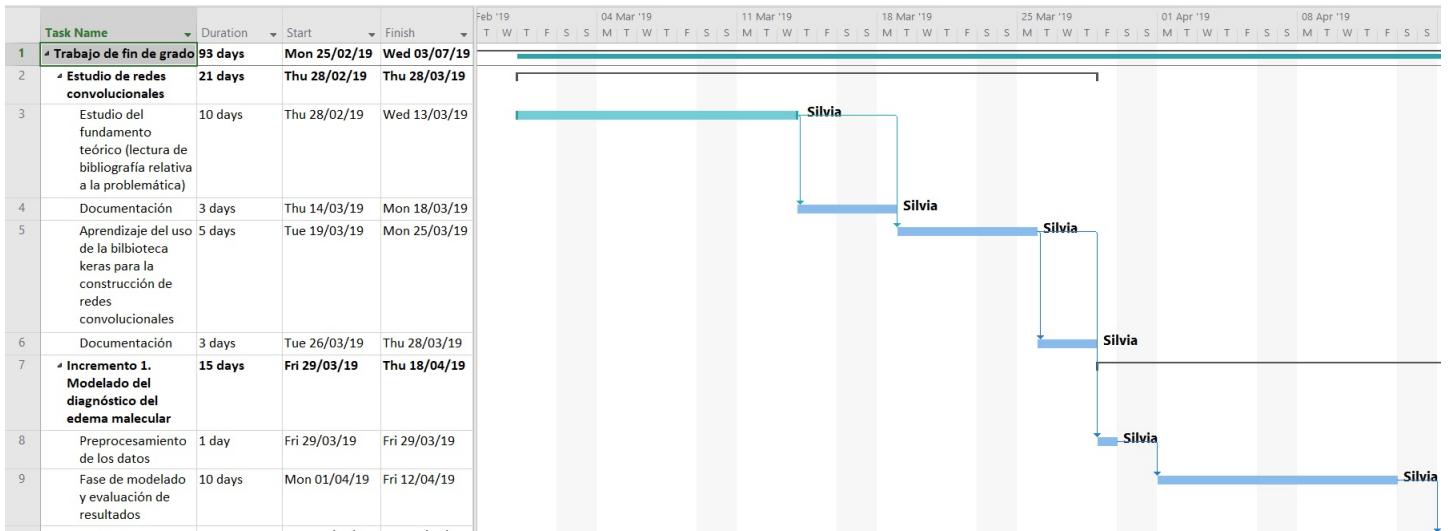 Feb '19 04 Mar '19 11 Mar '19 18 Mar '19 25 Mar '19 01 Apr '19 08 Apr '19
Task Name Duration Start Finish T W T F S S M T W T F S S M T W T F S S M T W T F S S M T W T F S S M T W T F S S M T W T F S S
1 Trabajo de fin de grado 93 days Mon 25/02/19 Wed 03/07/19
2 Estudio de redes 21 days Thu 28/02/19 Thu 28/03/19
convolucionales
3 Estudio del 10 days Thu 28/02/19 Wed 13/03/19 Silvia
fundamento
teórico (lectura de
bibliografía relativa
a la problemática)
4 Documentación 3 days Thu 14/03/19 Mon 18/03/19 Silvia
5 Aprendizaje del uso 5 days Tue 19/03/19 Mon 25/03/19 Silvia
de la bilbioteca
keras para la
construcción de
redes
convolucionales
6 Documentación 3 days Tue 26/03/19 Thu 28/03/19 Silvia
7 Incremento 1. 15 days Fri 29/03/19 Thu 18/04/19
Modelado del
diagnóstico del
edema malecular
8 Preprocesamiento 1 day Fri 29/03/19 Fri 29/03/19 Silvia
de los datos
9 Fase de modelado 10 days Mon 01/04/19 Fri 12/04/19 Silvia
y evaluación de
resultados